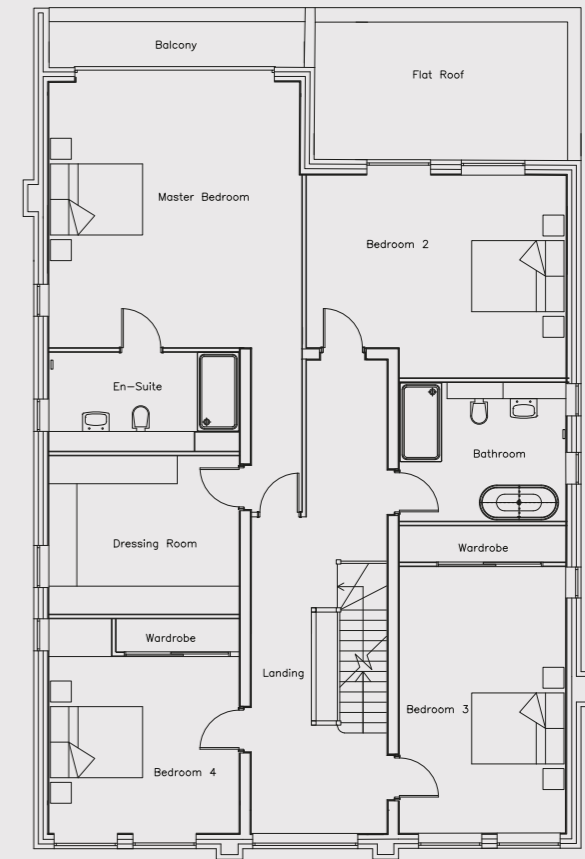 Balcony
Flat Roof
Master Bedroom
Bedroom 2
En-Suite
Bathroom
Dressing Room
Wardrobe
Wardrobe
Landing
Bedroom 3
Bedroom 4